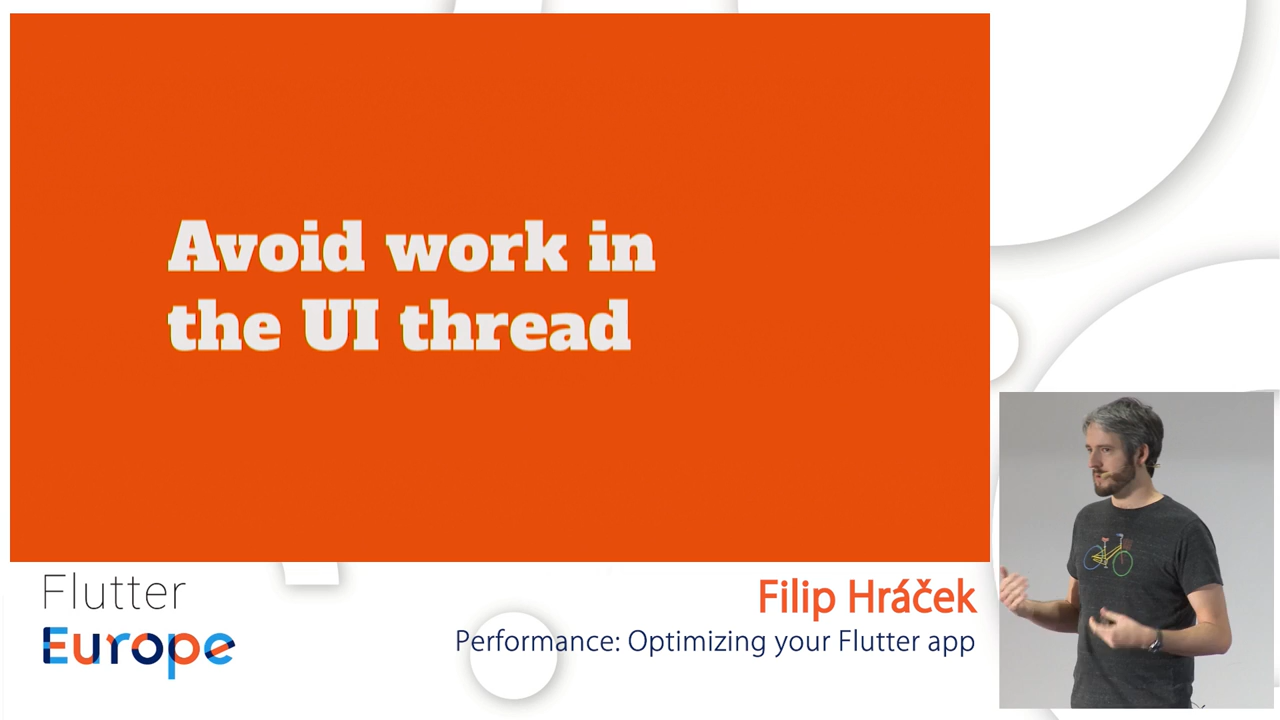 Avoid work in
the UI thread
Flutter
Europe
Filip Hráček
Performance: Optimizing your Flutter app